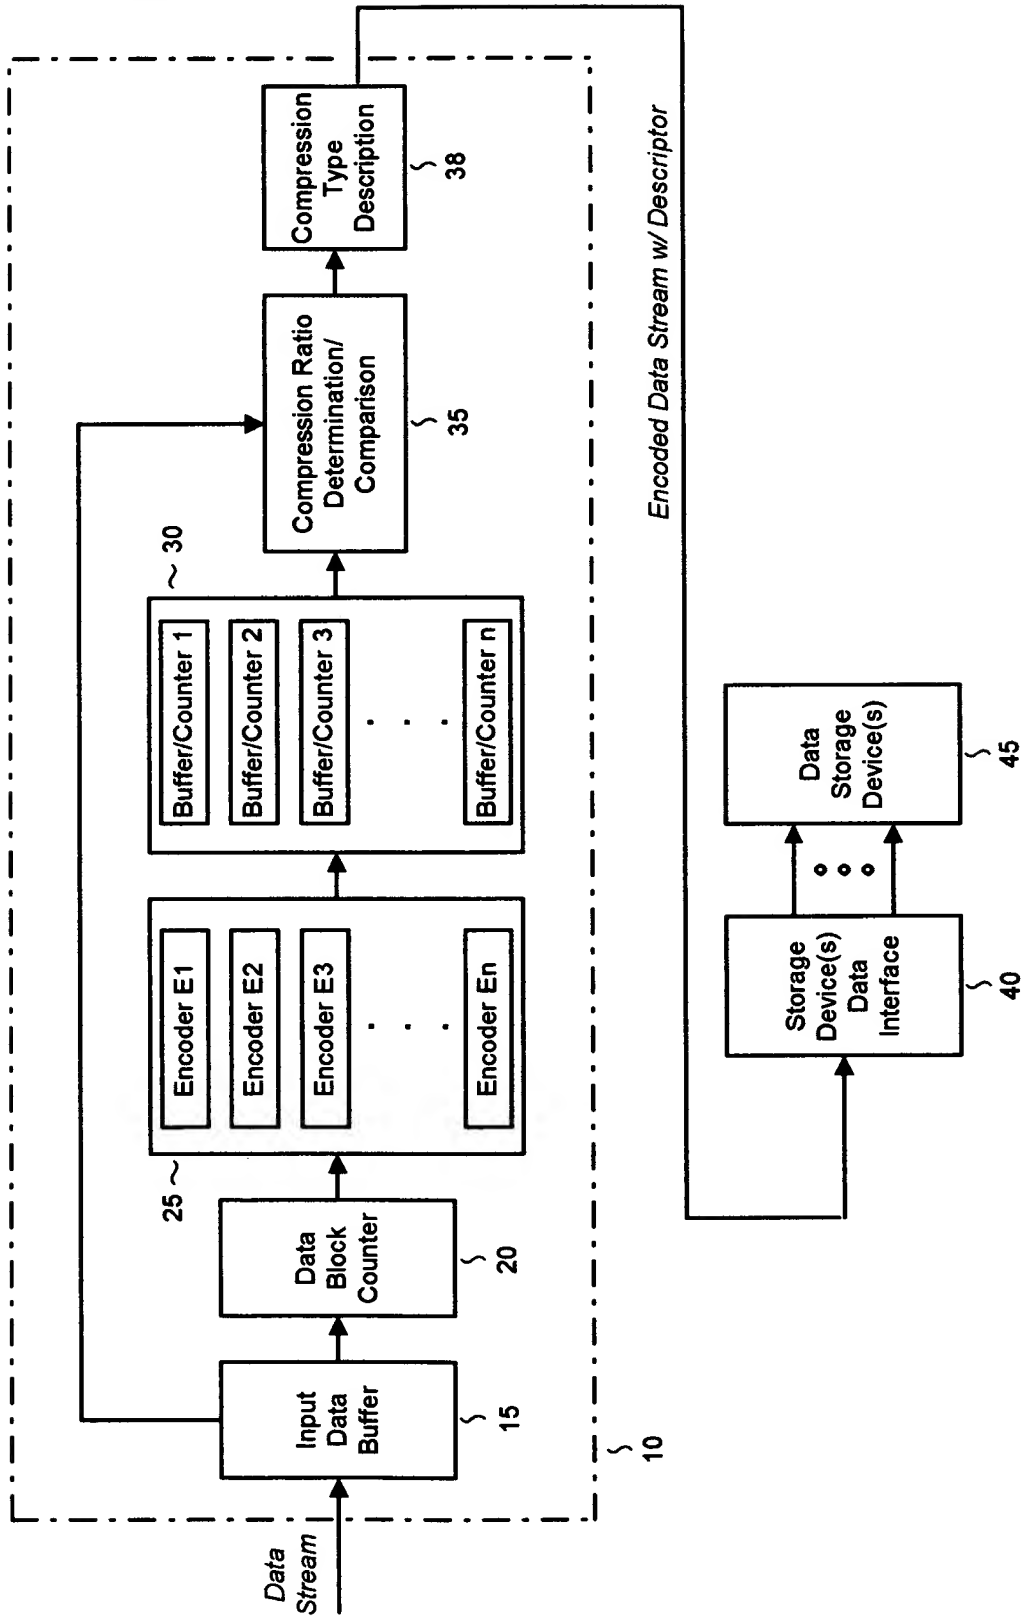 Data
Stream
Input
Data
Buffer
15
Data
Block
Counter
20
25
Encoder E1
Encoder E2
Encoder E3
. . .
Encoder En
30
Buffer/Counter 1
Buffer/Counter 2
Buffer/Counter 3
. . .
Buffer/Counter n
Compression Ratio
Determination/
Comparison
35
Compression
Type
Description
38
10
Encoded Data Stream w/ Descriptor
Storage
Device(s)
Data
Interface
40
Data
Storage
Device(s)
45